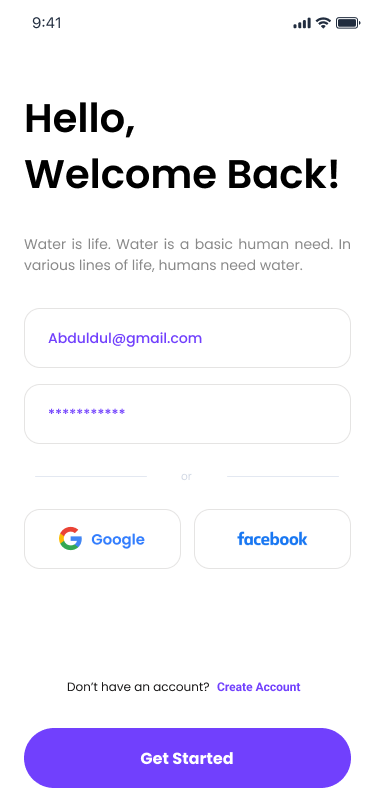 9:41
Hello,
Welcome Back!
Water is life. Water is a basic human need. In
various lines of life, humans need water.
Abduldul@gmail.com
***********
or
Google
facebook
Don’t have an account? Create Account
Get Started